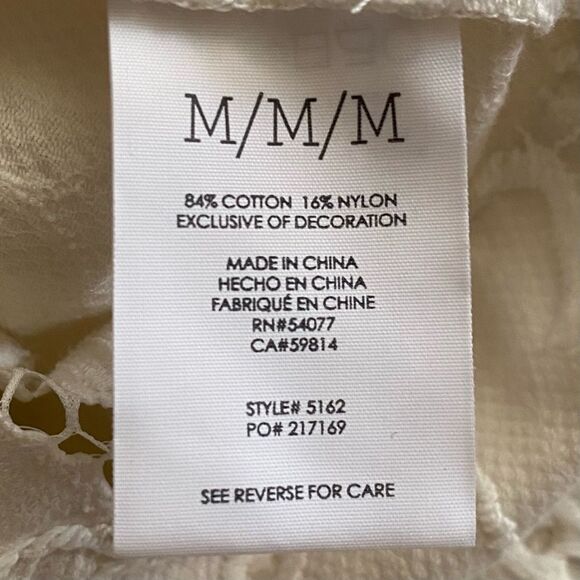 M/M/M
84% COTTON 16% NYLON
EXCLUSIVE OF DECORATION
MADE IN CHINA
HECHO EN CHINA
FABRIQUÉ EN CHINE
RN#54077
CA#59814
STYLE# 5162
PO# 217169
SEE REVERSE FOR CARE